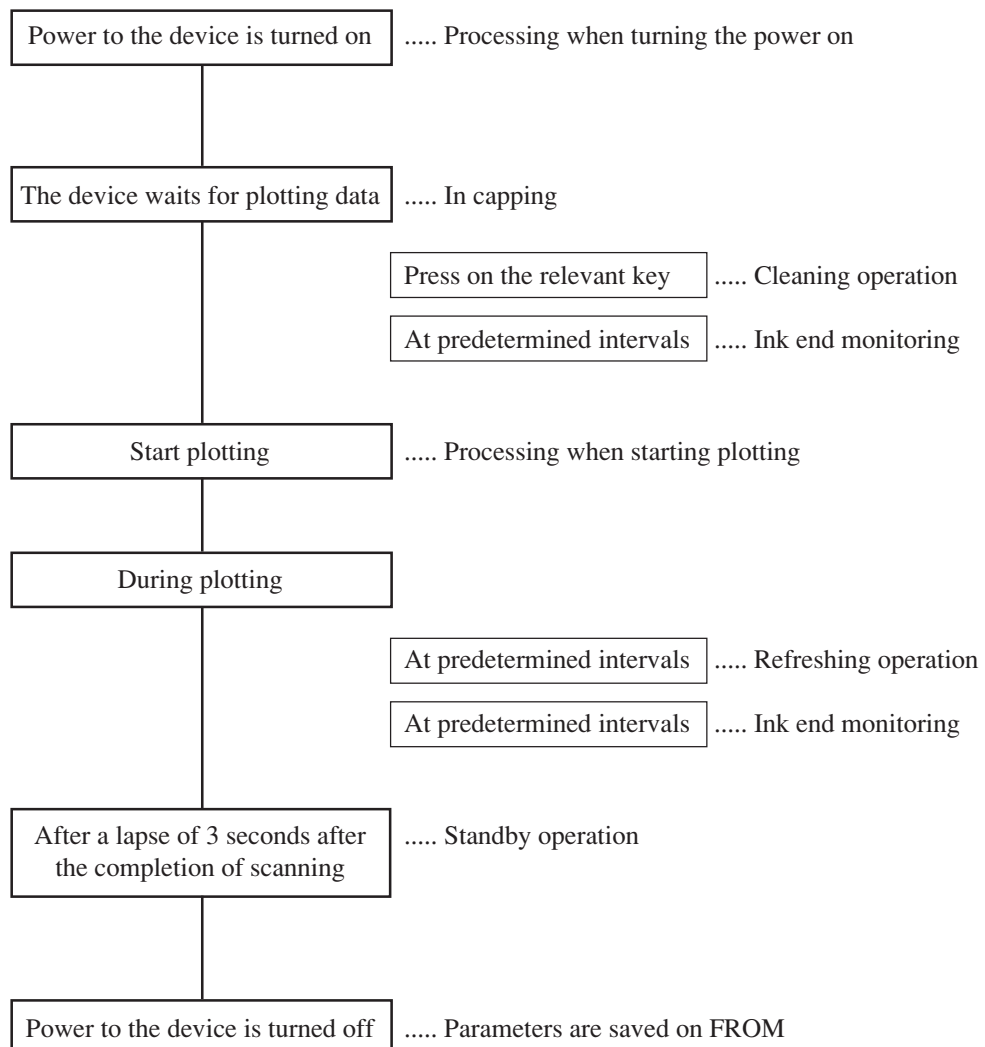 Power to the device is turned on ..... Processing when turning the power on
The device waits for plotting data ..... In capping
Press on the relevant key ..... Cleaning operation
At predetermined intervals ..... Ink end monitoring
Start plotting ..... Processing when starting plotting
During plotting
At predetermined intervals ..... Refreshing operation
At predetermined intervals ..... Ink end monitoring
After a lapse of 3 seconds after ..... Standby operation
the completion of scanning
Power to the device is turned off ..... Parameters are saved on FROM